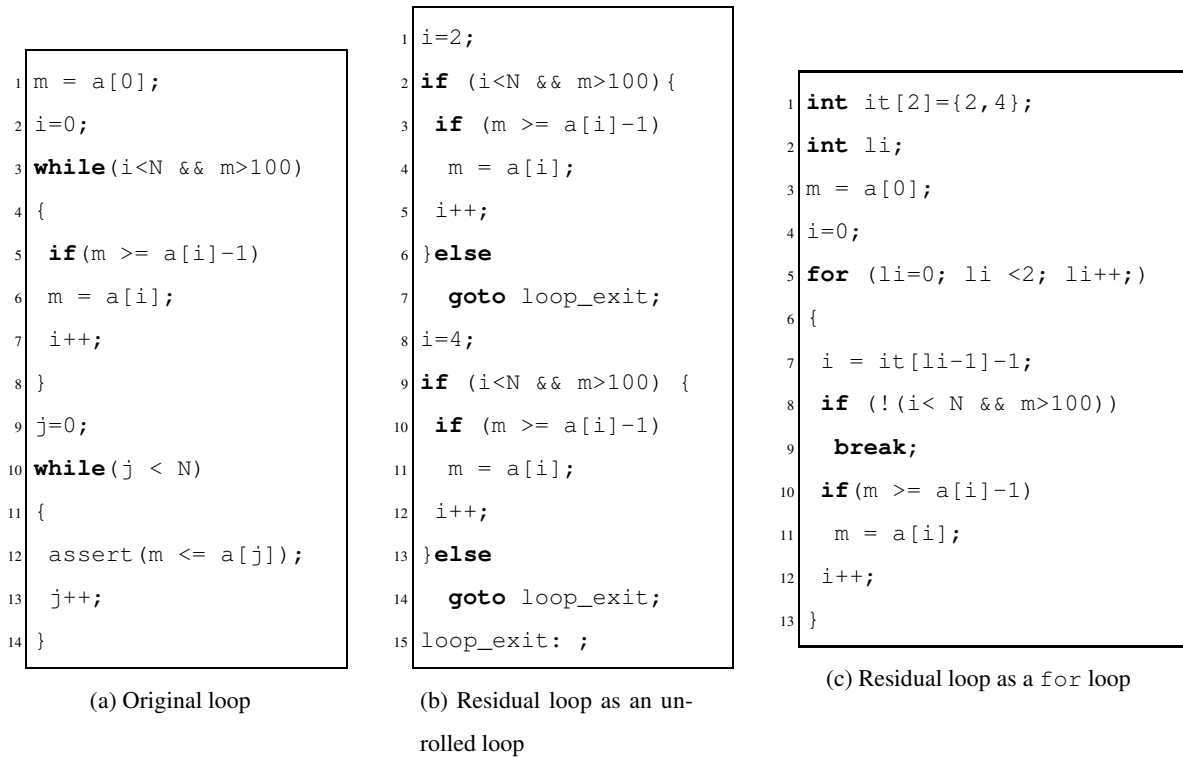 1 m = a[0];
2 i=0;
3 while(i<N && m>100)
4 {
5 if(m >= a[i]-1)
6 m = a[i];
7 i++;
8 }
9 j=0;
10 while(j < N)
11 {
12 assert(m <= a[j]);
13 j++;
14 }
(a) Original loop
1 i=2;
2 if (i<N && m>100){
3 if (m >= a[i]-1)
4 m = a[i];
5 i++;
6 }else
7 goto loop_exit;
8 i=4;
9 if (i<N && m>100) {
10 if (m >= a[i]-1)
11 m = a[i];
12 i++;
13 }else
14 goto loop_exit;
15 loop_exit: ;
(b) Residual loop as an un-
rolled loop
1 int it[2]={2,4};
2 int li;
3 m = a[0];
4 i=0;
5 for (li=0; li <2; li++;)
6 {
7 i = it[li-1]-1;
8 if (!(i< N && m>100))
9 break;
10 if(m >= a[i]-1)
11 m = a[i];
12 i++;
13 }
(c) Residual loop as a for loop